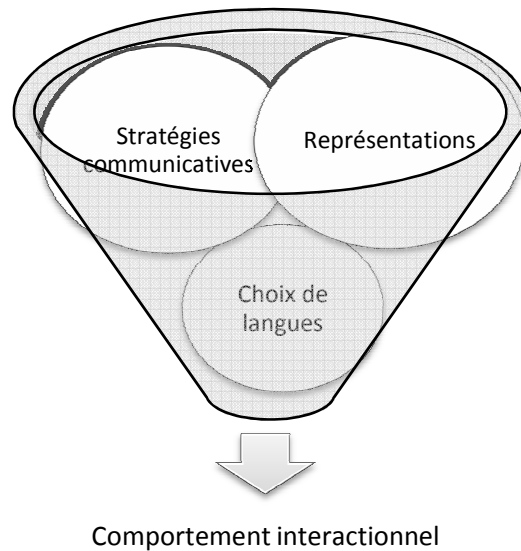 Stratégies
communicatives
Représentations
Choix de
langues
Comportement interactionnel